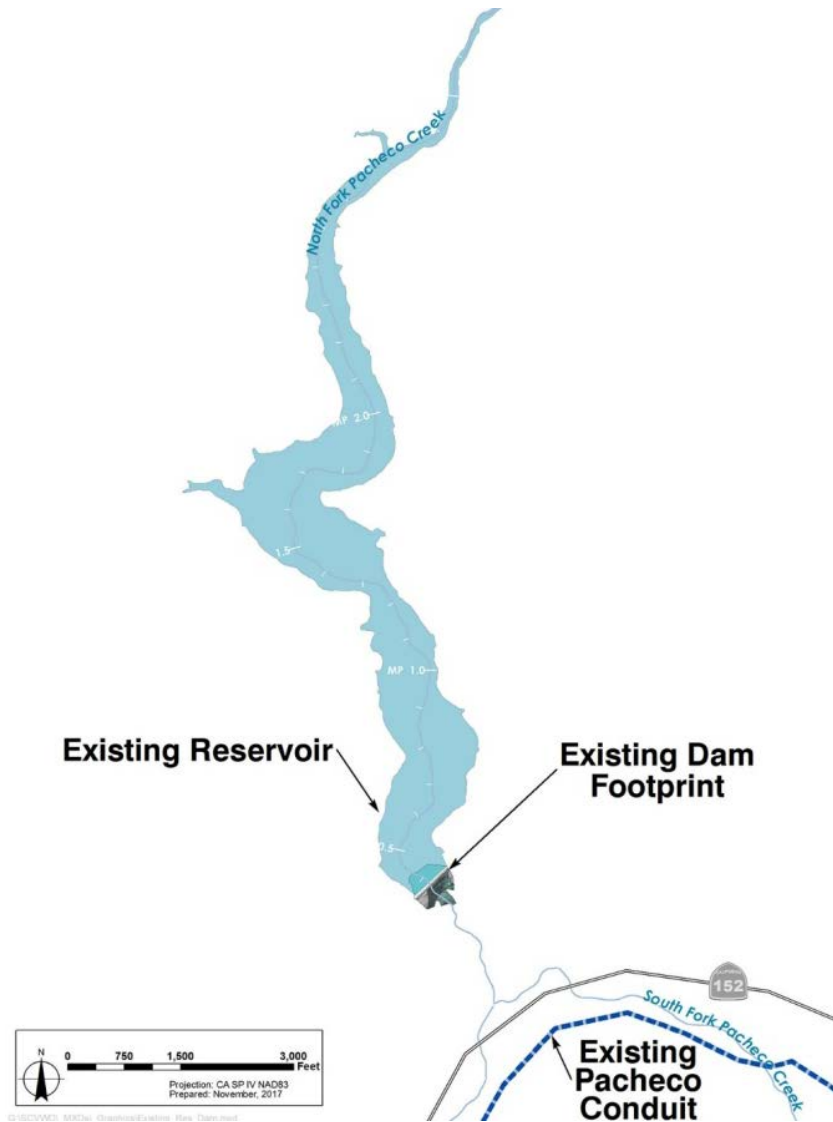 North Fork Pacheco Creek
MP 2.0
1.5
MP 1.0
Existing Reservoir
Existing Dam
Footprint
0.5
CALIFORNIA
152
South Fork Pacheco Creek
Existing
Pacheco
Conduit
N
0 750 1,500 3,000
Feet
Projection: CA SP IV NAD83
Prepared: November, 2017